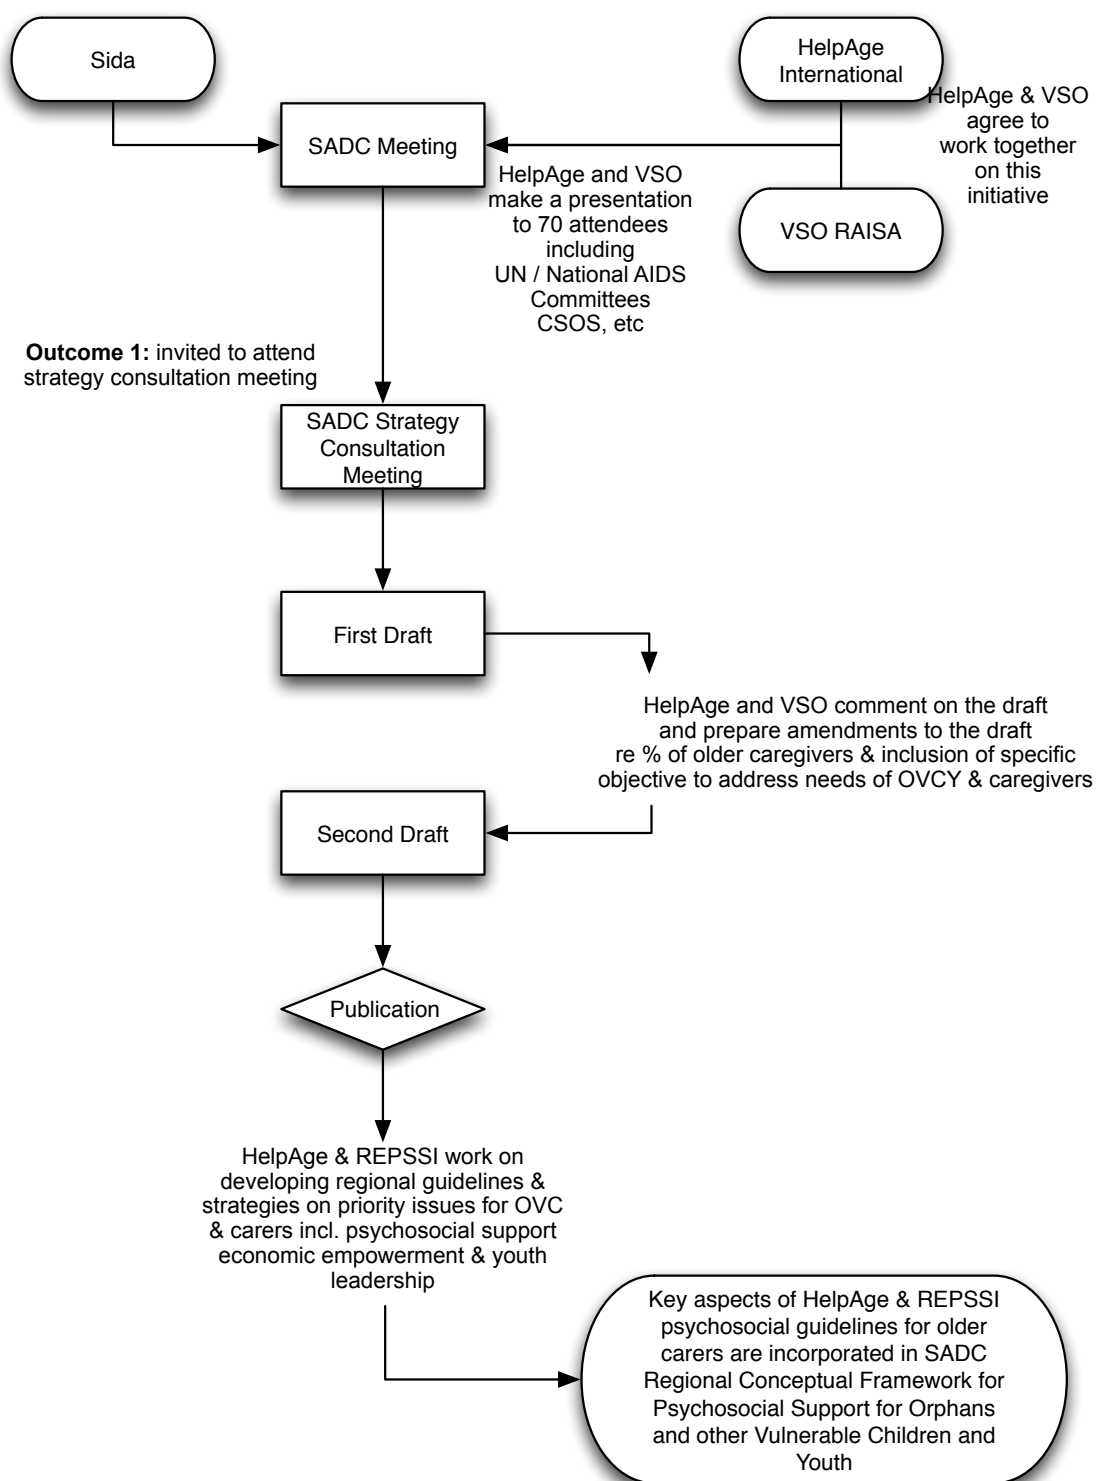 Sida
HelpAge
International
HelpAge & VSO
agree to
work together
on this
initiative
SADC Meeting
HelpAge and VSO
make a presentation
to 70 attendees
including
UN / National AIDS
Committees
CSOS, etc
VSO RAISA
Outcome 1: invited to attend
strategy consultation meeting
SADC Strategy
Consultation
Meeting
First Draft
HelpAge and VSO comment on the draft
and prepare amendments to the draft
re % of older caregivers & inclusion of specific
objective to address needs of OVCY & caregivers
Second Draft
Publication
HelpAge & REPSSI work on
developing regional guidelines &
strategies on priority issues for OVC
& carers incl. psychosocial support
economic empowerment & youth
leadership
Key aspects of HelpAge & REPSSI
psychosocial guidelines for older
carers are incorporated in SADC
Regional Conceptual Framework for
Psychosocial Support for Orphans
and other Vulnerable Children and
Youth